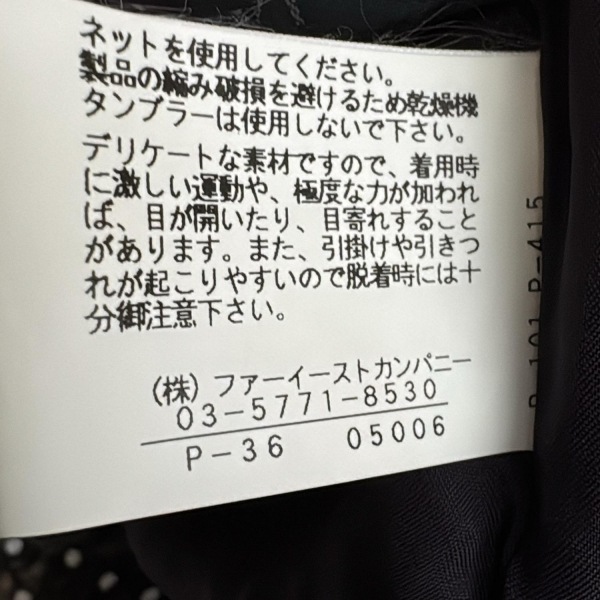 ネットを使用してください。
製品の縮み破損を避けるため乾燥機
タンブラーは使用しないで下さい。
デリケートな素材ですので、着用時
に激しい運動や、極度な力が加われ
ば、目が開いたり、目寄れすること
があります。また、引掛けや引きつ
れが起こりやすいので脱着時には十
分御注意下さい。
(株) ファーイーストカンパニー
03-5771-8530
P-36 05006
P-415